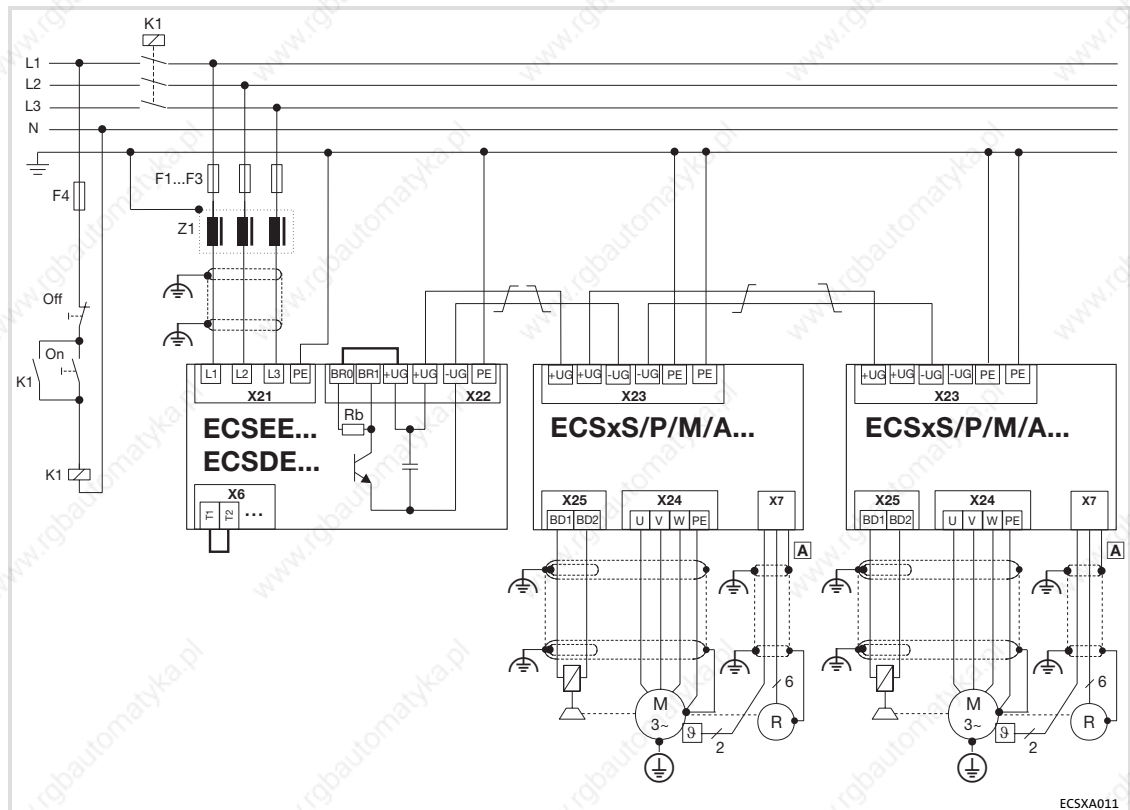 K1
L1
L2
L3
N
F1...F3
F4
Z1
Off
On
K1
K1
L1 L2 L3 PE
X21
BR0 BR1 +UG +UG -UG PE
X22
Rb
ECSEE...
ECSDE...
X6
T1 T2 ...
+UG +UG -UG -UG PE PE
X23
ECSxS/P/M/A...
X25
BD1 BD2
X24
U V W PE
X7
A
M
3~
ϑ
2
6
R
+UG +UG -UG -UG PE PE
X23
ECSxS/P/M/A...
X25
BD1 BD2
X24
U V W PE
X7
A
M
3~
ϑ
2
6
R
ECSXA011
www.rgbautomatyka.pl